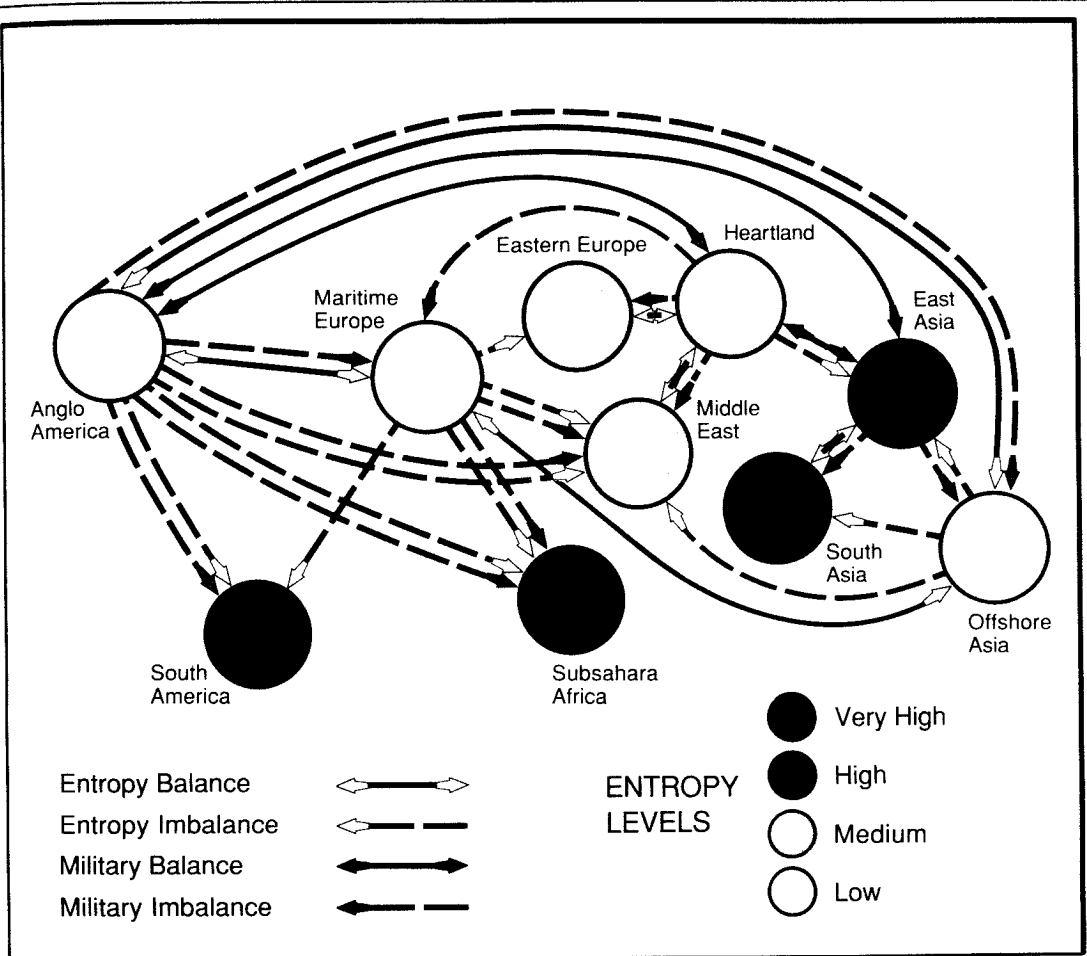 Eastern Europe
Heartland
Maritime
Europe
East
Asia
Anglo
America
Middle
East
South
Asia
Offshore
Asia
South
America
Subsahara
Africa
Entropy Balance
Entropy Imbalance
Military Balance
Military Imbalance
ENTROPY
LEVELS
Very High
High
Medium
Low